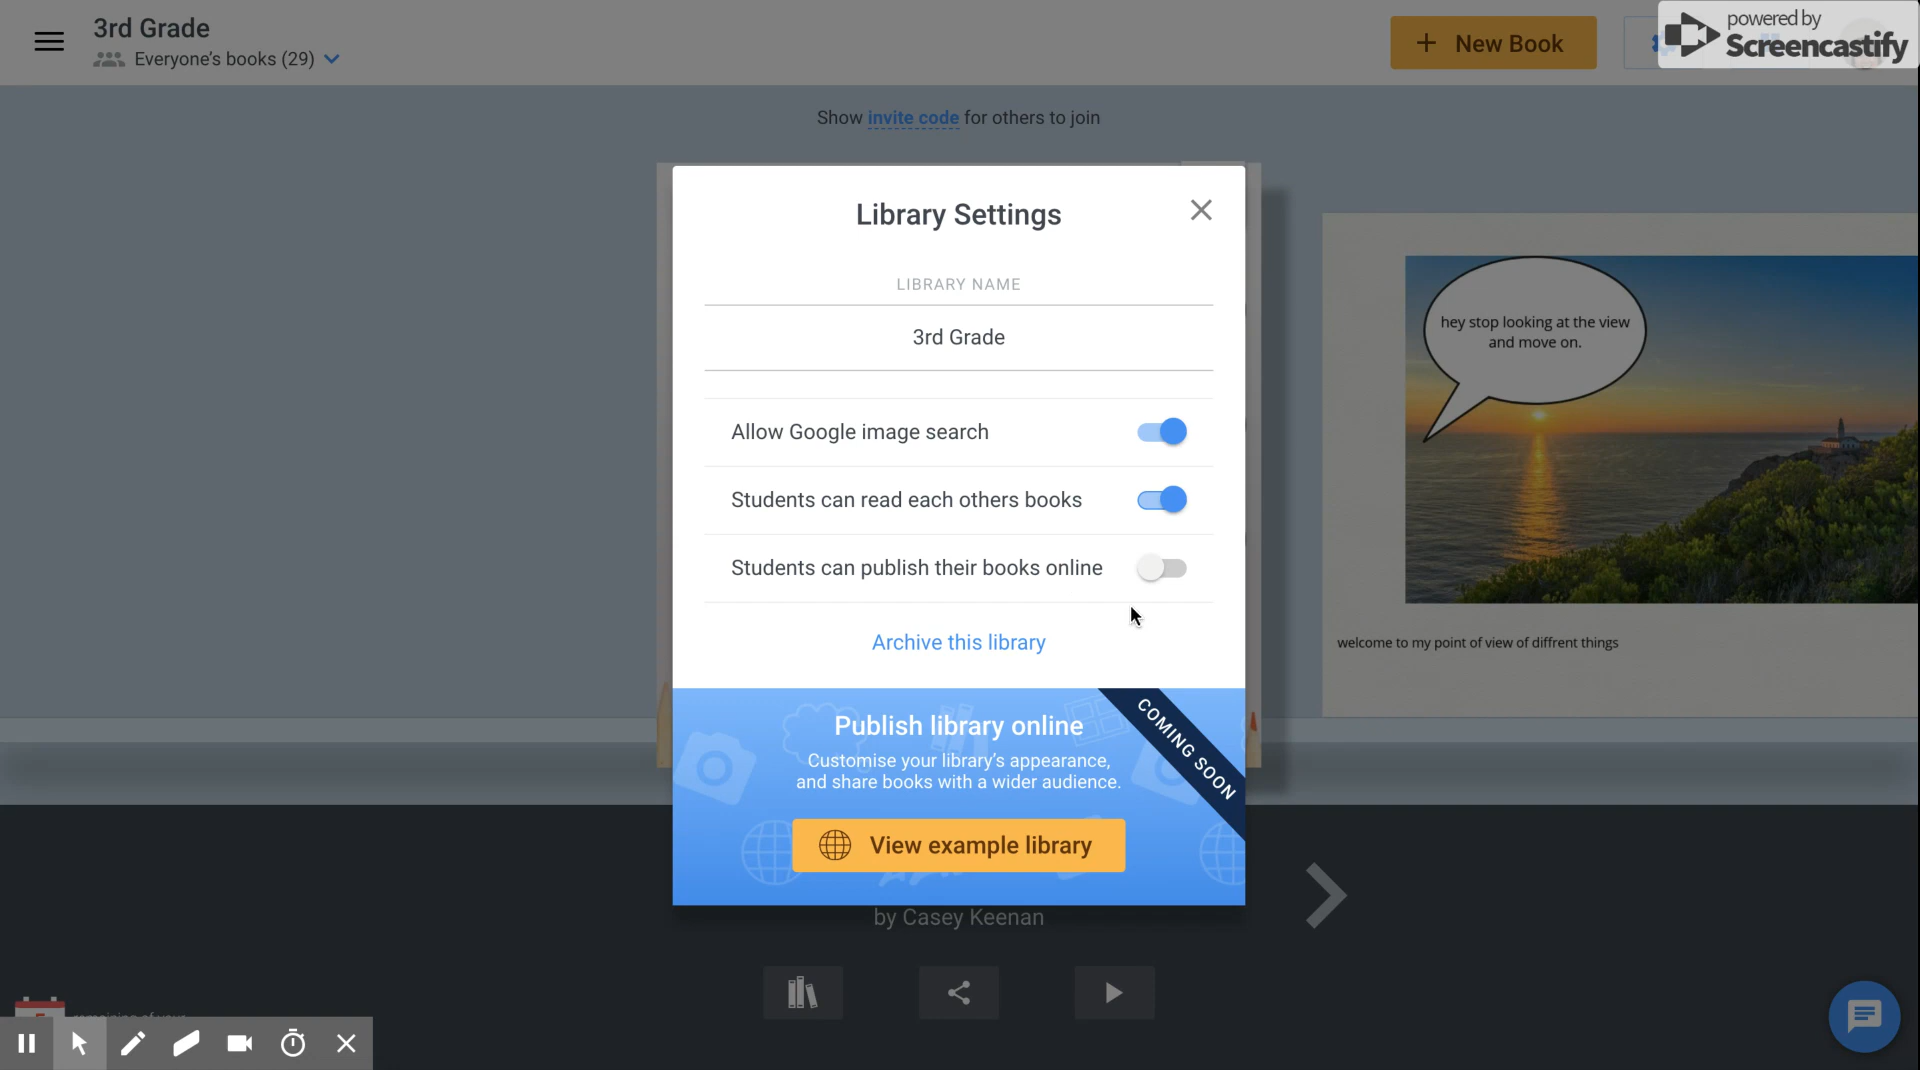 3rd Grade
Everyone's books (29)
+ New Book
powered by
Screencastify
Show invite code for others to join
Library Settings
LIBRARY NAME
3rd Grade
Allow Google image search
Students can read each others books
Students can publish their books online
Archive this library
Publish library online
Customise your library's appearance,
and share books with a wider audience.
COMING SOON
View example library
by Casey Keenan
hey stop looking at the view
and move on.
welcome to my point of view of diffrent things